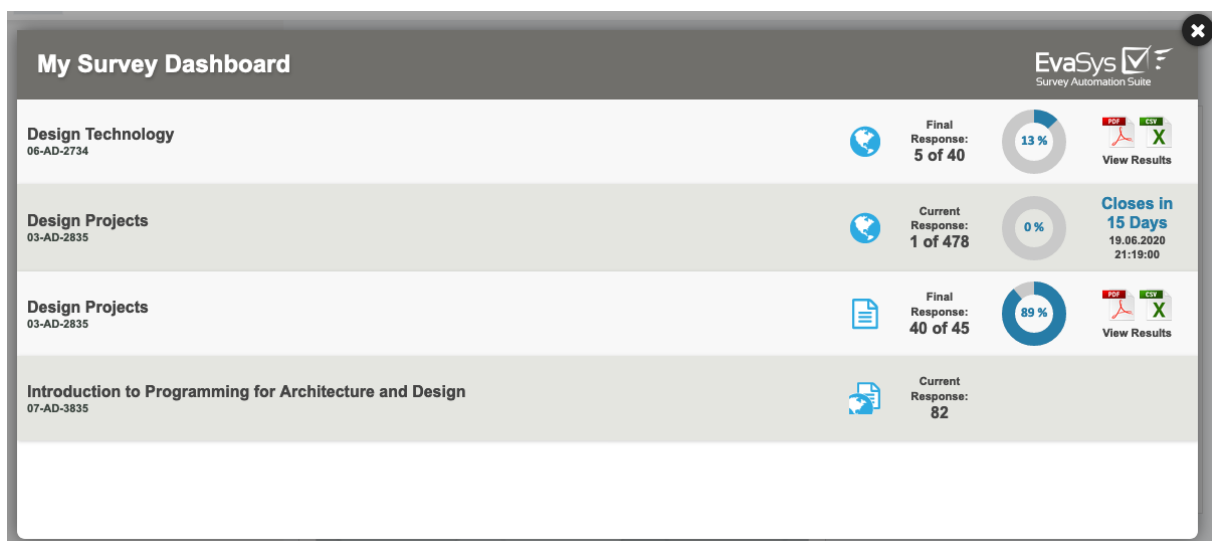 My Survey Dashboard
EvaSys
Survey Automation Suite
Design Technology
06-AD-2734
Final
Response:
5 of 40
13 %
PDF
CSV
X
View Results
Design Projects
03-AD-2835
Current
Response:
1 of 478
0 %
Closes in
15 Days
19.06.2020
21:19:00
Design Projects
03-AD-2835
Final
Response:
40 of 45
89 %
PDF
CSV
X
View Results
Introduction to Programming for Architecture and Design
07-AD-3835
Current
Response:
82